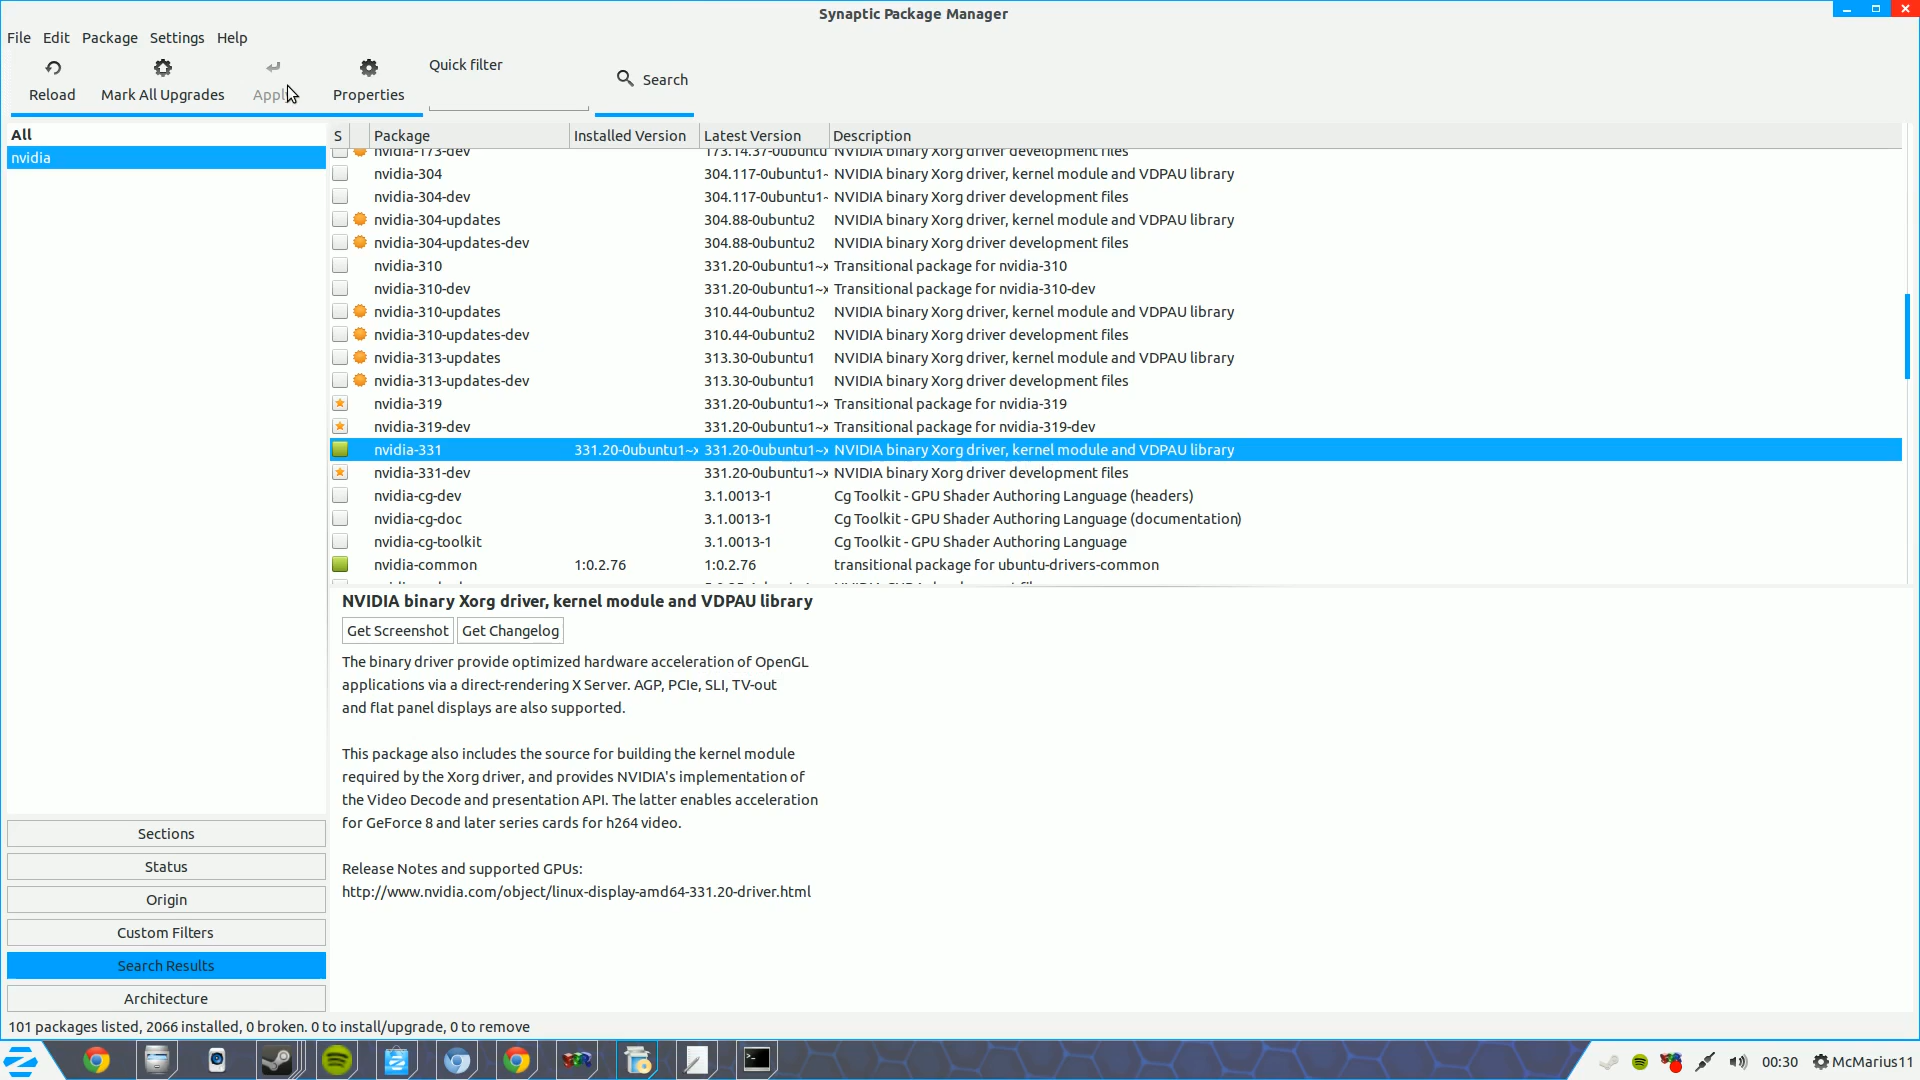 Synaptic Package Manager
File Edit Package Settings Help
Reload Mark All Upgrades Apply Properties Quick filter Search
All
nvidia
S Package Installed Version Latest Version Description
nvidia-173-dev 173.14.37-0ubuntu NVIDIA binary Xorg driver development files
nvidia-304 304.117-0ubuntu1~ NVIDIA binary Xorg driver, kernel module and VDPAU library
nvidia-304-dev 304.117-0ubuntu1~ NVIDIA binary Xorg driver development files
nvidia-304-updates 304.88-0ubuntu2 NVIDIA binary Xorg driver, kernel module and VDPAU library
nvidia-304-updates-dev 304.88-0ubuntu2 NVIDIA binary Xorg driver development files
nvidia-310 331.20-0ubuntu1~x Transitional package for nvidia-310
nvidia-310-dev 331.20-0ubuntu1~x Transitional package for nvidia-310-dev
nvidia-310-updates 310.44-0ubuntu2 NVIDIA binary Xorg driver, kernel module and VDPAU library
nvidia-310-updates-dev 310.44-0ubuntu2 NVIDIA binary Xorg driver development files
nvidia-313-updates 313.30-0ubuntu1 NVIDIA binary Xorg driver, kernel module and VDPAU library
nvidia-313-updates-dev 313.30-0ubuntu1 NVIDIA binary Xorg driver development files
nvidia-319 331.20-0ubuntu1~x Transitional package for nvidia-319
nvidia-319-dev 331.20-0ubuntu1~x Transitional package for nvidia-319-dev
nvidia-331 331.20-0ubuntu1~x 331.20-0ubuntu1~x NVIDIA binary Xorg driver, kernel module and VDPAU library
nvidia-331-dev 331.20-0ubuntu1~x NVIDIA binary Xorg driver development files
nvidia-cg-dev 3.1.0013-1 Cg Toolkit - GPU Shader Authoring Language (headers)
nvidia-cg-doc 3.1.0013-1 Cg Toolkit - GPU Shader Authoring Language (documentation)
nvidia-cg-toolkit 3.1.0013-1 Cg Toolkit - GPU Shader Authoring Language
nvidia-common 1:0.2.76 1:0.2.76 transitional package for ubuntu-drivers-common
NVIDIA binary Xorg driver, kernel module and VDPAU library
Get Screenshot Get Changelog
The binary driver provide optimized hardware acceleration of OpenGL
applications via a direct-rendering X Server. AGP, PCIe, SLI, TV-out
and flat panel displays are also supported.
This package also includes the source for building the kernel module
required by the Xorg driver, and provides NVIDIA's implementation of
the Video Decode and presentation API. The latter enables acceleration
for GeForce 8 and later series cards for h264 video.
Release Notes and supported GPUs:
http://www.nvidia.com/object/linux-display-amd64-331.20-driver.html
Sections
Status
Origin
Custom Filters
Search Results
Architecture
101 packages listed, 2066 installed, 0 broken. 0 to install/upgrade, 0 to remove
00:30 McMarius11